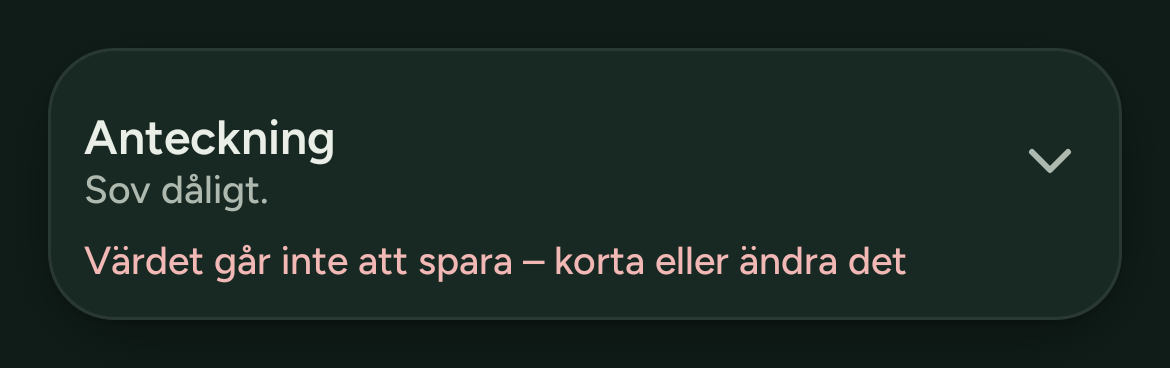 Anteckning
Sov dåligt.
Värdet går inte att spara – korta eller ändra det